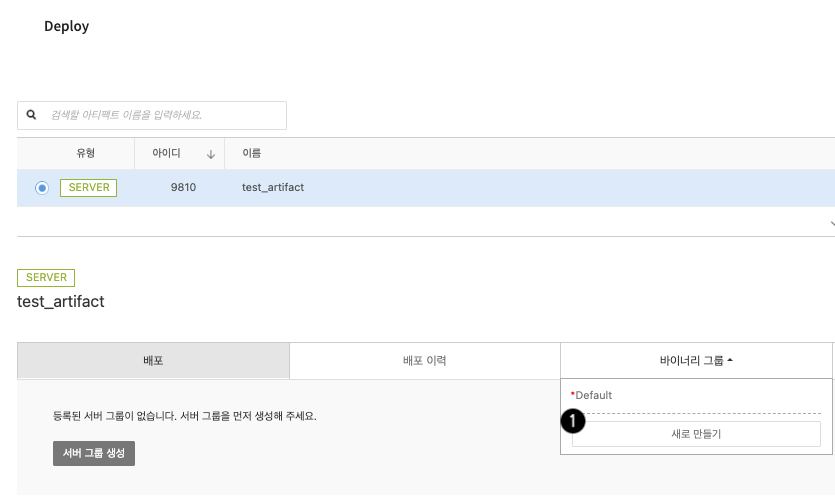 Deploy
검색할 아티팩트 이름을 입력하세요.
유형 아이디 ↓ 이름
SERVER 9810 test_artifact
SERVER
test_artifact
배포 배포 이력 바이너리 그룹
*Default
등록된 서버 그룹이 없습니다. 서버 그룹을 먼저 생성해 주세요.
1
새로 만들기
서버 그룹 생성